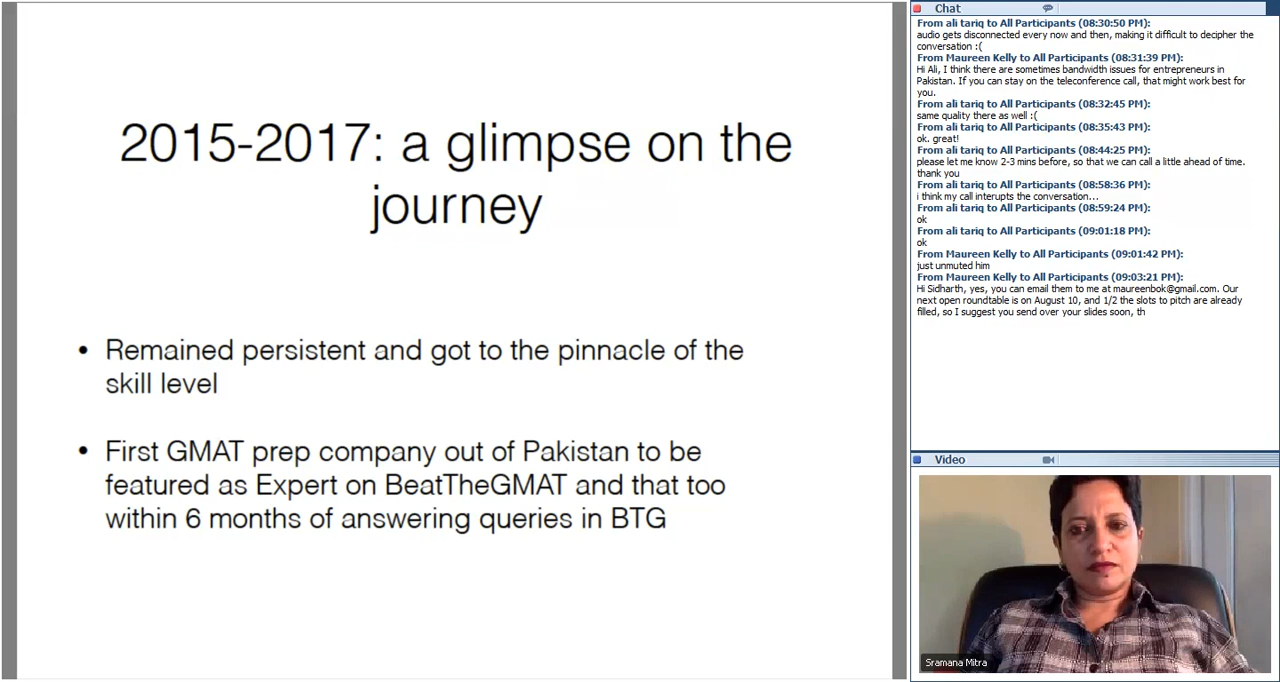 2015-2017: a glimpse on the
journey
• Remained persistent and got to the pinnacle of the
skill level
• First GMAT prep company out of Pakistan to be
featured as Expert on BeatTheGMAT and that too
within 6 months of answering queries in BTG
Chat
From ali tariq to All Participants (08:30:50 PM):
audio gets disconnected every now and then, making it difficult to decipher the
conversation :(
From Maureen Kelly to All Participants (08:31:39 PM):
Hi Ali, I think there are sometimes bandwidth issues for entrepreneurs in
Pakistan. If you can stay on the teleconference call, that might work best for
you.
From ali tariq to All Participants (08:32:45 PM):
same quality there as well :(
From ali tariq to All Participants (08:35:43 PM):
ok. great!
From ali tariq to All Participants (08:44:25 PM):
please let me know 2-3 mins before, so that we can call a little ahead of time.
thank you
From ali tariq to All Participants (08:58:36 PM):
i think my call interupts the conversation...
From ali tariq to All Participants (08:59:24 PM):
ok
From ali tariq to All Participants (09:01:18 PM):
ok
From Maureen Kelly to All Participants (09:01:42 PM):
just unmuted him
From Maureen Kelly to All Participants (09:03:21 PM):
Hi Sidharth, yes, you can email them to me at maureenbok@gmail.com. Our
next open roundtable is on August 10, and 1/2 the slots to pitch are already
filled, so I suggest you send over your slides soon, th
Video
Sramana Mitra